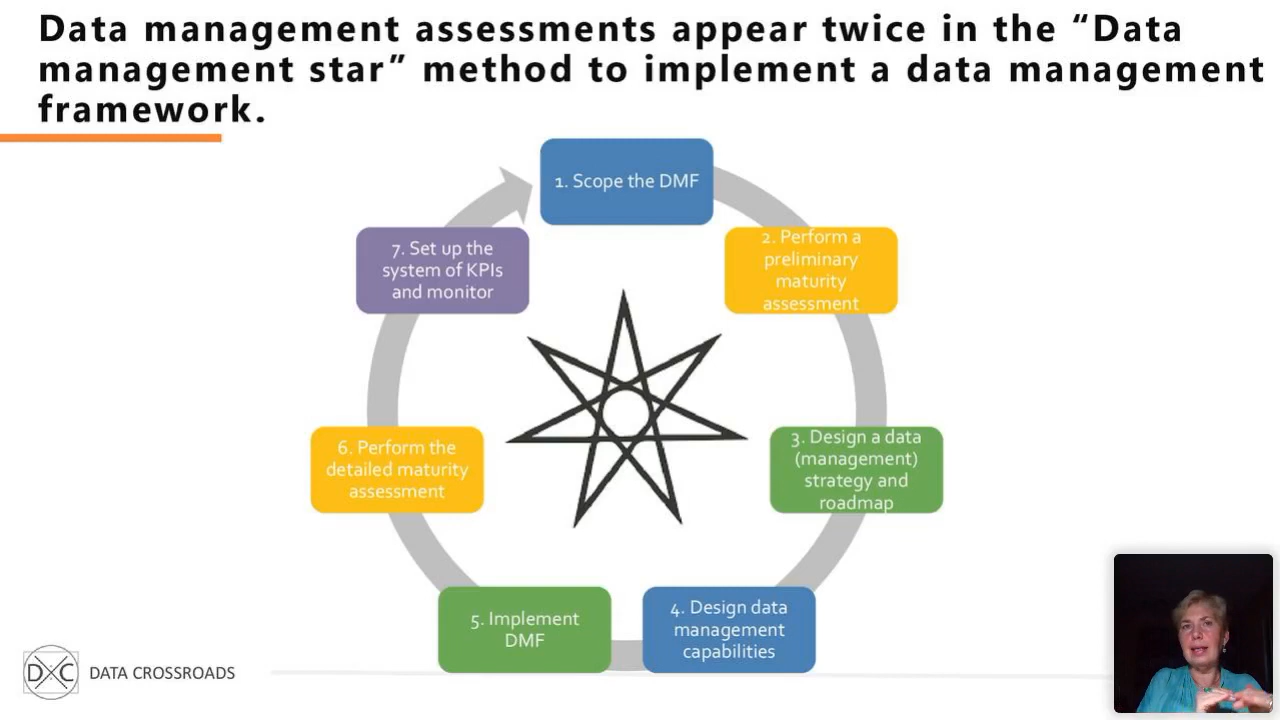 Data management assessments appear twice in the “Data
management star” method to implement a data management
framework.
1. Scope the DMF
2. Perform a
preliminary
maturity
assessment
3. Design a data
(management)
strategy and
roadmap
4. Design data
management
capabilities
5. Implement
DMF
6. Perform the
detailed maturity
assessment
7. Set up the
system of KPIs
and monitor
DXC
DATA CROSSROADS